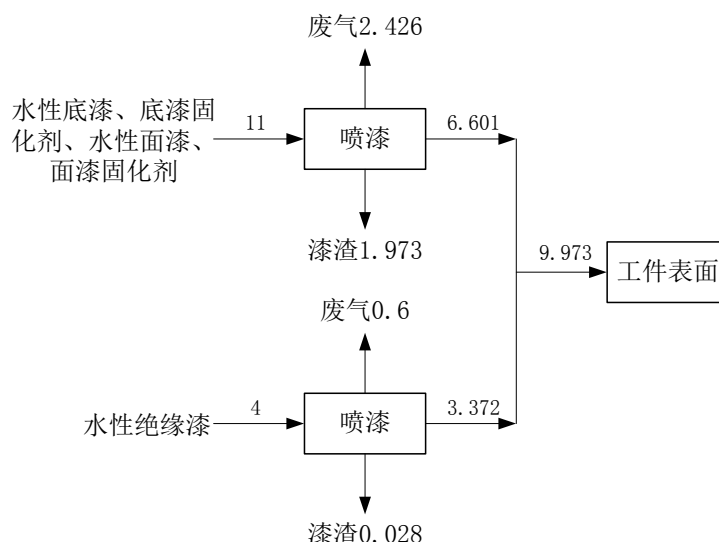 废气2.426
水性底漆、底漆固
化剂、水性面漆、
面漆固化剂
11
喷漆
6.601
漆渣1.973
9.973
工件表面
废气0.6
水性绝缘漆
4
喷漆
3.372
漆渣0.028